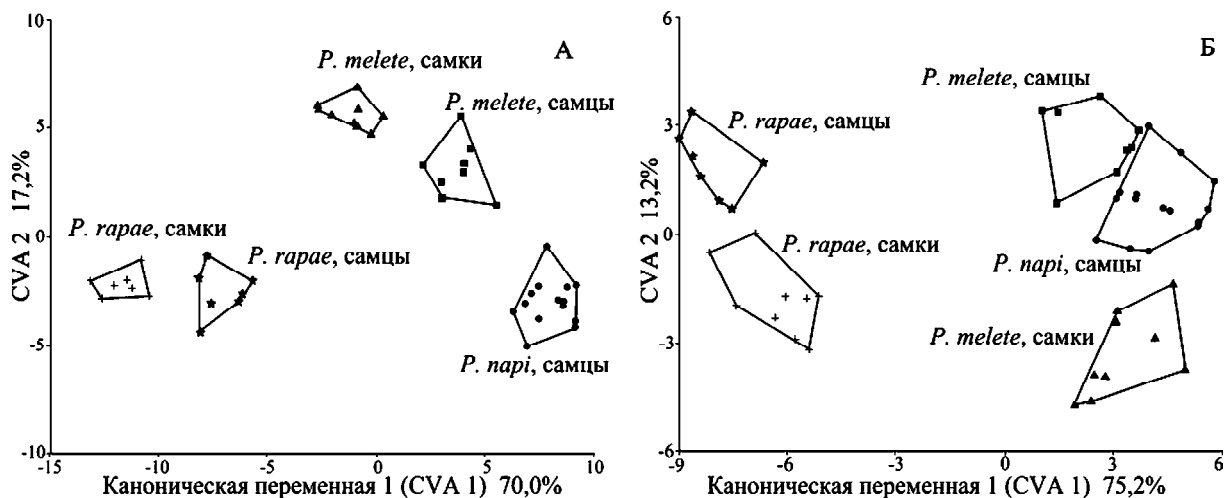 А
10
5
0
-5
-10
CVA 2 17,2%
P. melete, самки
P. melete, самцы
P. rapae, самки
P. rapae, самцы
P. napi, самцы
-15
-10
-5
0
5
10
Каноническая переменная 1 (CVA 1) 70,0%
Б
6
3
0
-3
-6
CVA 2 13,2%
P. melete, самцы
P. rapae, самцы
P. rapae, самки
P. napi, самцы
P. melete, самки
-9
-6
-3
0
3
6
Каноническая переменная 1 (CVA 1) 75,2%